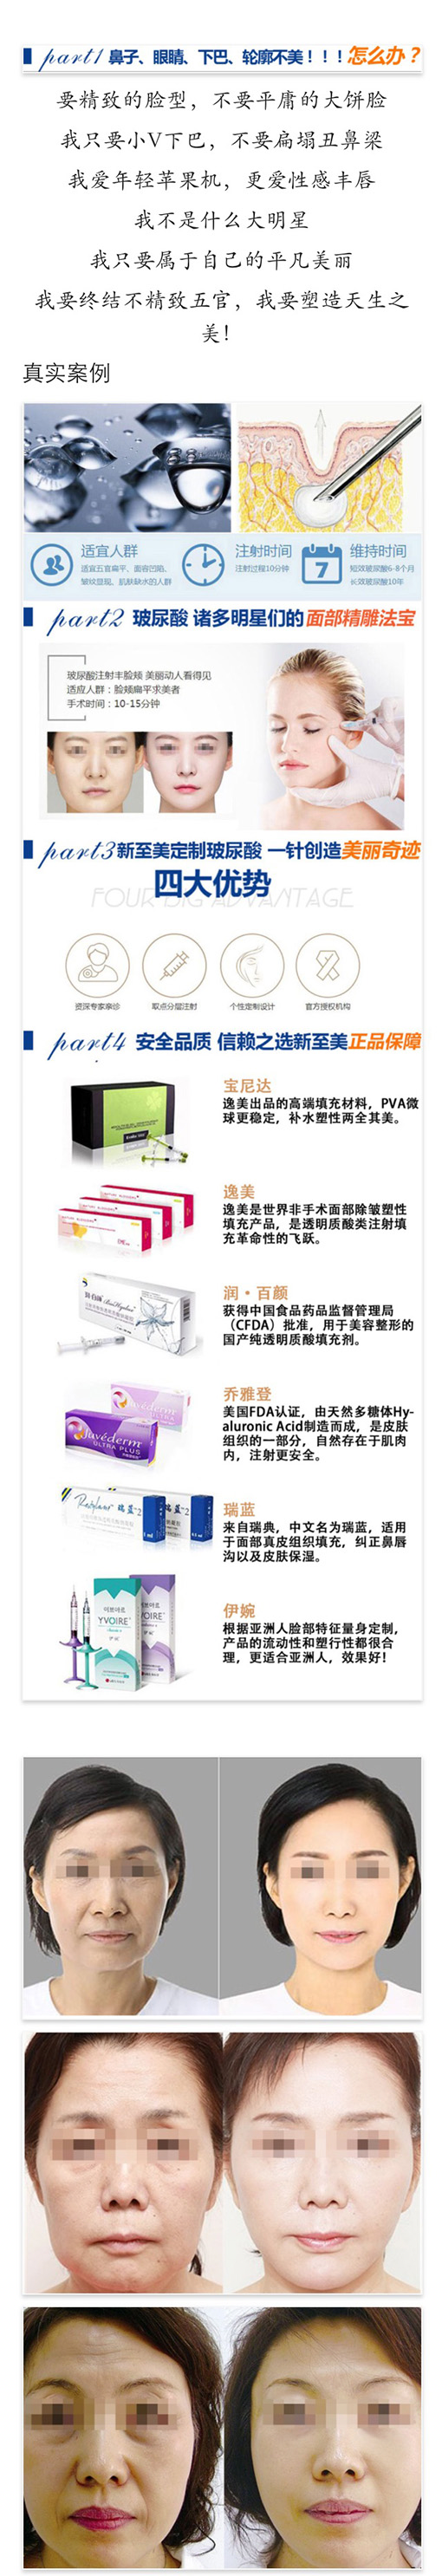 part1 鼻子、眼睛、下巴、轮廓不美！！！怎么办？
要精致的脸型，不要平庸的大饼脸
我只要小V下巴，不要扁塌丑鼻梁
我爱年轻苹果机，更爱性感丰唇
我不是什么大明星
我只要属于自己的平凡美丽
我要终结不精致五官，我要塑造天生之
美!
真实案例
适宜人群
适宜五官扁平、面容凹陷、
皱纹显现、肌肤缺水的人群
注射时间
注射过程10分钟
7
维持时间
短效玻尿酸6-8个月
长效玻尿酸10年
part2 玻尿酸 诸多明星们的面部精雕法宝
玻尿酸注射丰脸颊 美丽动人看得见
适应人群：脸颊扁平求美者
手术时间：10-15分钟
part3新至美定制玻尿酸 一针创造美丽奇迹
四大优势
FOUR BIG ADVANTAGE
资深专家亲诊
取点分层注射
个性定制设计
官方授权机构
part4 安全品质 信赖之选新至美正品保障
宝尼达
逸美出品的高端填充材料，PVA微
球更稳定，补水塑性两全其美。
逸美
逸美是世界非手术面部除皱塑性
填充产品，是透明质酸类注射填
充革命性的飞跃。
润·百颜
获得中国食品药品监督管理局
（CFDA）批准，用于美容整形的
国产纯透明质酸填充剂。
Juvéderm
ULTRA
Juvéderm
ULTRA PLUS
乔雅登
美国FDA认证，由天然多糖体Hy-
aluronic Acid制造而成，是皮肤
组织的一部分，自然存在于肌肉
内，注射更安全。
Restylane 瑞蓝 2
瑞蓝
来自瑞典，中文名为瑞蓝，适用
于面部真皮组织填充，纠正鼻唇
沟以及皮肤保湿。
YVOIRE
伊婉
根据亚洲人脸部特征量身定制，
产品的流动性和塑行性都很合
理，更适合亚洲人，效果好！